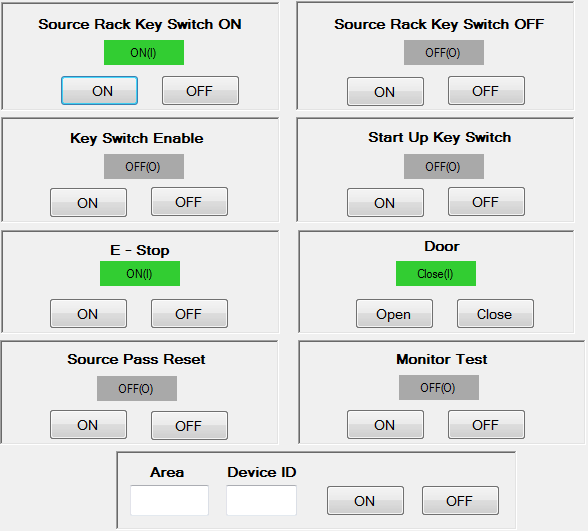 Source Rack Key Switch ON
ON(I)
ON OFF
Source Rack Key Switch OFF
OFF(O)
ON OFF
Key Switch Enable
OFF(O)
ON OFF
Start Up Key Switch
OFF(O)
ON OFF
E - Stop
ON(I)
ON OFF
Door
Close(I)
Open Close
Source Pass Reset
OFF(O)
ON OFF
Monitor Test
OFF(O)
ON OFF
Area Device ID
ON OFF